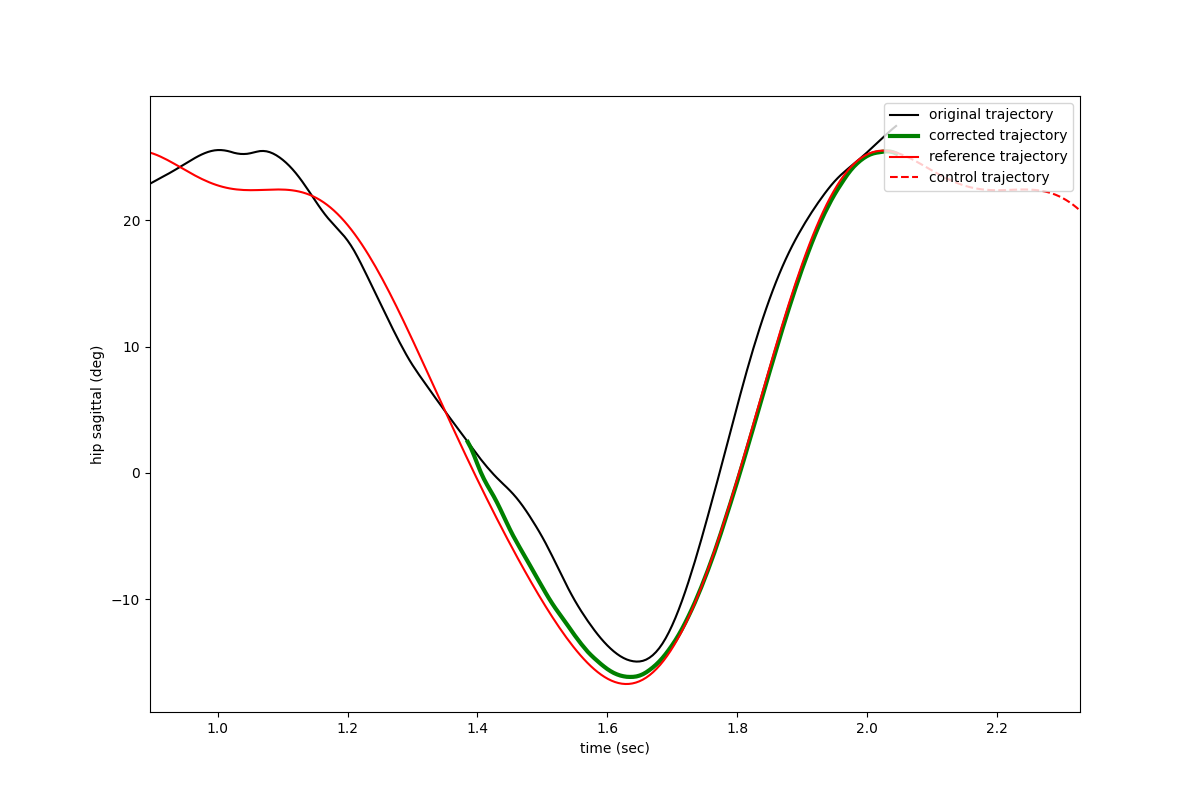 original trajectory
corrected trajectory
reference trajectory
control trajectory
20
10
0
−10
hip sagittal (deg)
1.0 1.2 1.4 1.6 1.8 2.0 2.2
time (sec)